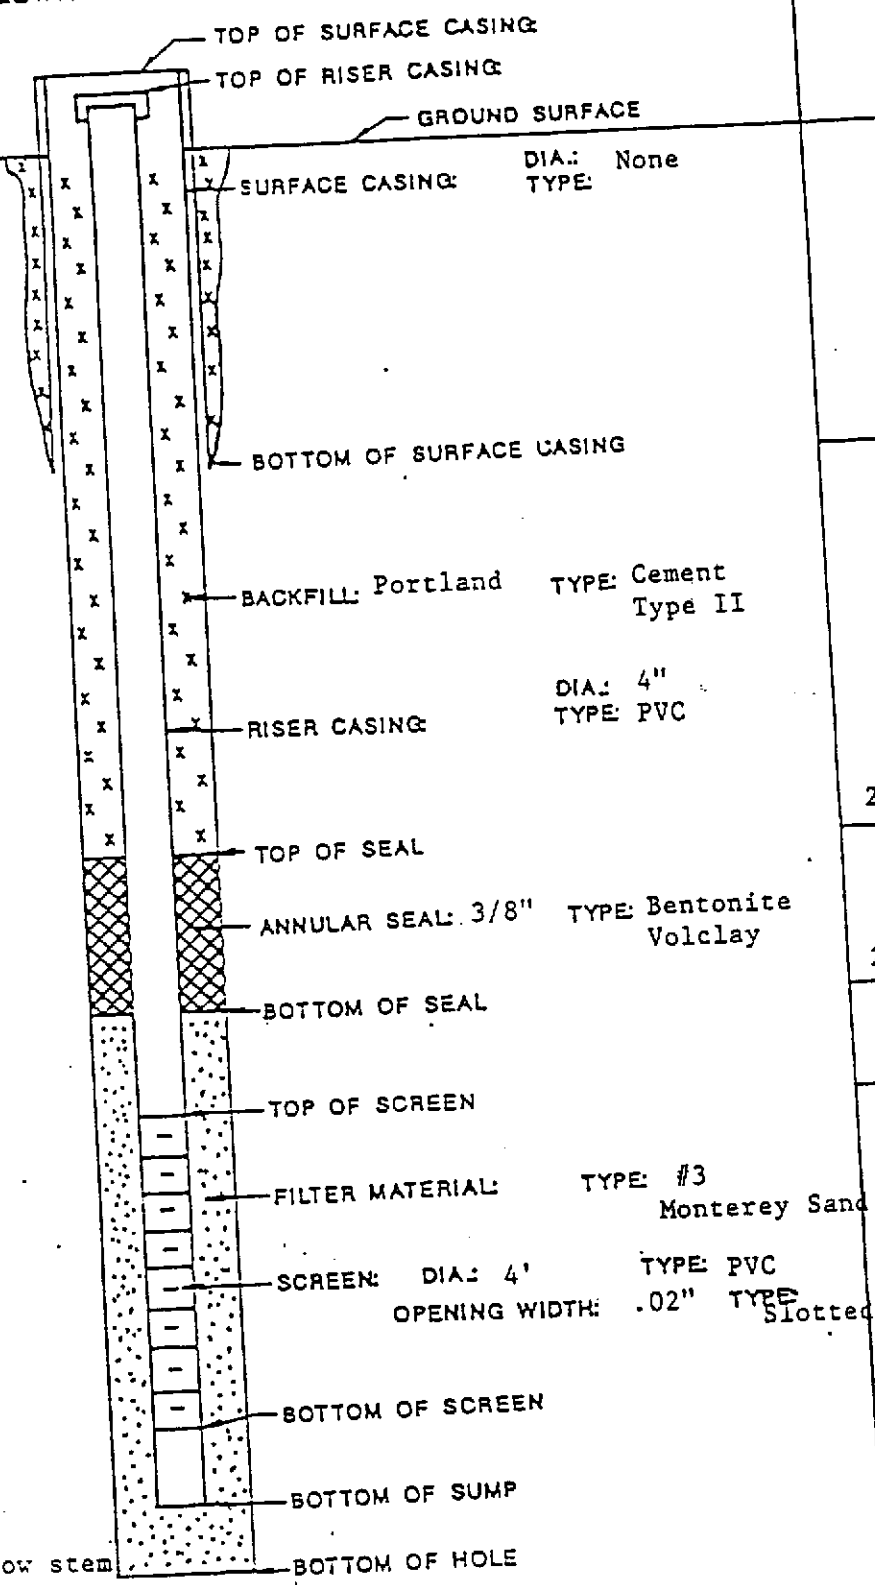 TOP OF SURFACE CASING:
TOP OF RISER CASING:
GROUND SURFACE
SURFACE CASING: DIA.: None
TYPE:
BOTTOM OF SURFACE CASING
BACKFILL: Portland TYPE: Cement
Type II
DIA.: 4"
RISER CASING: TYPE: PVC
TOP OF SEAL
ANNULAR SEAL: 3/8" TYPE: Bentonite
Volclay
BOTTOM OF SEAL
TOP OF SCREEN
FILTER MATERIAL: TYPE: #3
Monterey Sand
SCREEN: DIA.: 4' TYPE: PVC
OPENING WIDTH: .02" TYPE: Slotted
BOTTOM OF SCREEN
BOTTOM OF SUMP
ow stem
BOTTOM OF HOLE